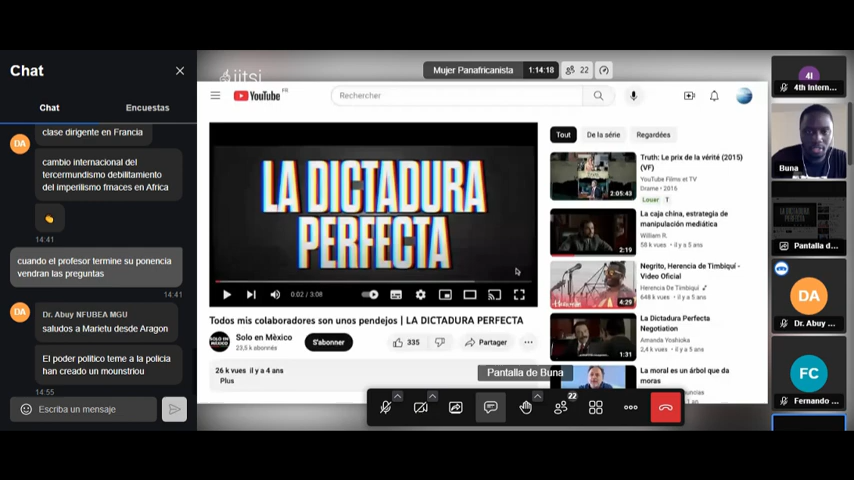 Chat
Chat
Encuestas
DA
clase dirigente en Francia
cambio internacional del
tercermundismo debilitamiento
del imperilismo frnaces en Africa
14:41
cuando el profesor termine su ponencia
vendran las preguntas
14:41
DA
Dr. Abuy NFUBEA MGU
saludos a Marietu desde Aragon
El poder politico teme a la policia
han creado un mounstriou
14:55
Escriba un mensaje
jitsi
Mujer Panafricanista
1:14:18
22
YouTube FR
Rechercher
LA DICTADURA
PERFECTA
0:02 / 3:08
Todos mis colaboradores son unos pendejos | LA DICTADURA PERFECTA
SOLO EN MÉXICO
Solo en Mèxico
23,5 k abonnés
S'abonner
335
Partager
26 k vues il y a 4 ans
Plus
Tout
De la série
Regardées
2:05:43
Truth: Le prix de la vérité (2015)
(VF)
YouTube Films et TV
Drame • 2016
Louer
2:19
La caja china, estrategia de
manipulación mediática
William R.
58 k vues • il y a 5 ans
4:29
Negrito, Herencia de Timbiquí -
Video Oficial
Herencia De Timbiquí
648 k vues • il y a 5 ans
1:31
La Dictadura Perfecta
Negotiation
Amanda Yoshioka
2,4 k vues • il y a 5 ans
La moral es un árbol que da
moras
Pantalla de Buna
22
4I
4th Intern...
Buna
Pantalla d...
DA
Dr. Abuy ...
FC
Fernando ...